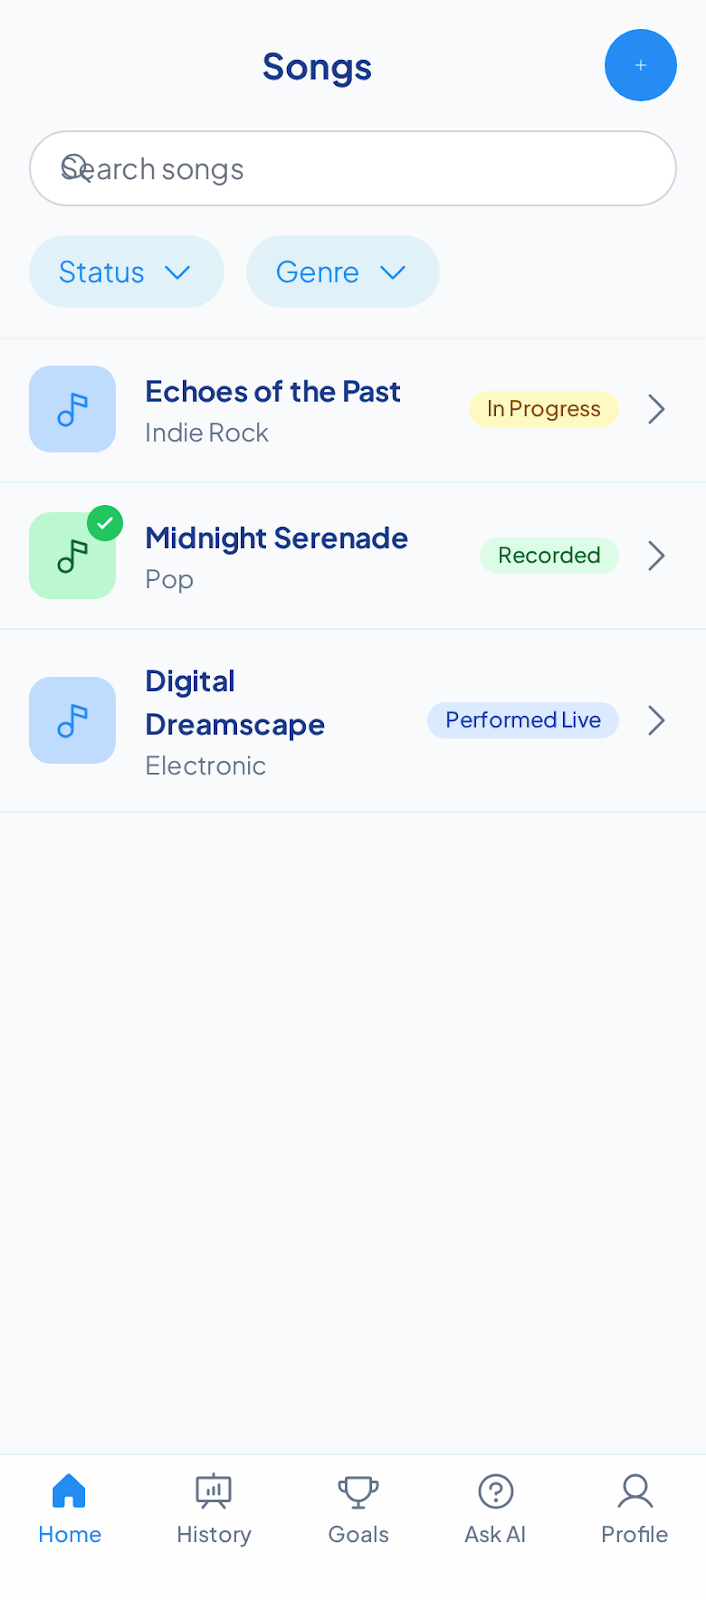 Songs
Search songs
Status
Genre
Echoes of the Past
Indie Rock
In Progress
Midnight Serenade
Pop
Recorded
Digital
Dreamscape
Electronic
Performed Live
Home
History
Goals
Ask AI
Profile